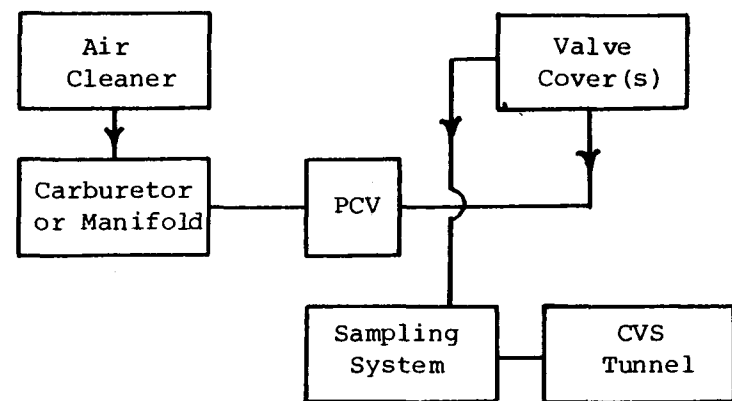 Air
Cleaner
Valve
Cover(s)
Carburetor
or Manifold
PCV
Sampling
System
CVS
Tunnel